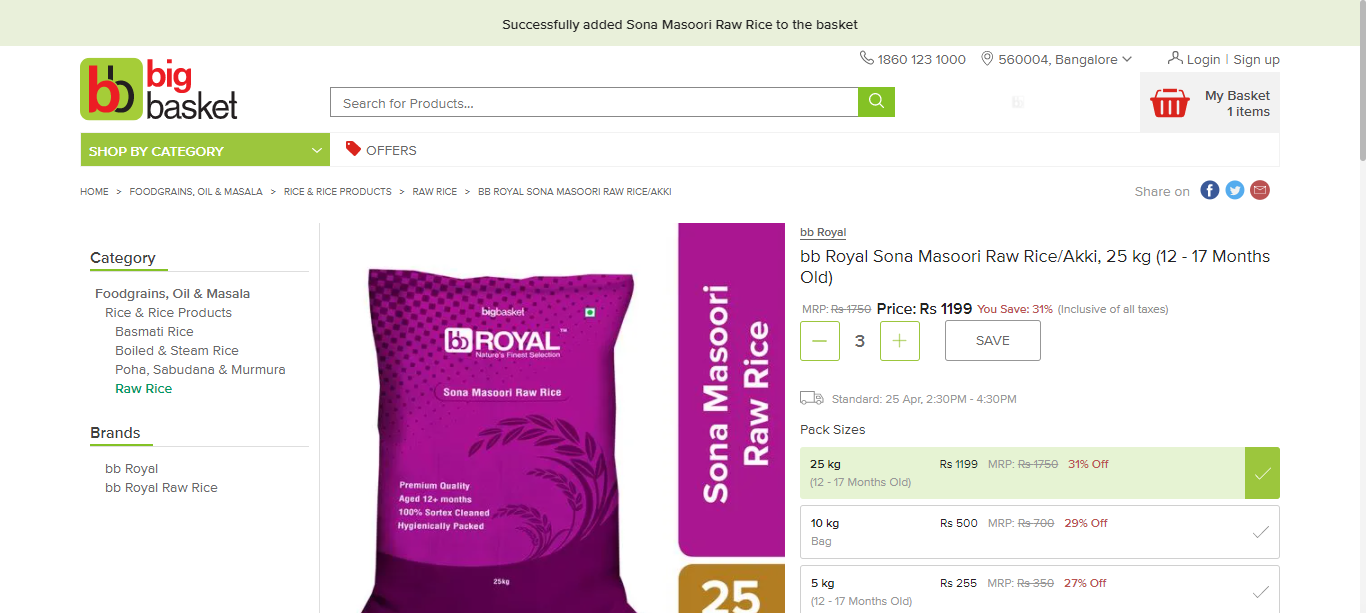 Successfully added Sona Masoori Raw Rice to the basket
1860 123 1000
560004, Bangalore
Login | Sign up
bb
big
basket
Search for Products...
My Basket
1 items
SHOP BY CATEGORY
OFFERS
HOME > FOODGRAINS, OIL & MASALA > RICE & RICE PRODUCTS > RAW RICE > BB ROYAL SONA MASOORI RAW RICE/AKKI
Share on
Category
Foodgrains, Oil & Masala
Rice & Rice Products
Basmati Rice
Boiled & Steam Rice
Poha, Sabudana & Murmura
Raw Rice
Brands
bb Royal
bb Royal Raw Rice
bigbasket
bb ROYAL™
Nature's Finest Selection
Sona Masoori Raw Rice
Premium Quality
Aged 12+ months
100% Sortex Cleaned
Hygienically Packed
25kg
Sona Masoori
Raw Rice
25
bb Royal
bb Royal Sona Masoori Raw Rice/Akki, 25 kg (12 - 17 Months
Old)
MRP: Rs 1750 Price: Rs 1199 You Save: 31% (Inclusive of all taxes)
3
SAVE
Standard: 25 Apr, 2:30PM - 4:30PM
Pack Sizes
25 kg Rs 1199 MRP: Rs 1750 31% Off
(12 - 17 Months Old)
10 kg Rs 500 MRP: Rs 700 29% Off
Bag
5 kg Rs 255 MRP: Rs 350 27% Off
(12 - 17 Months Old)